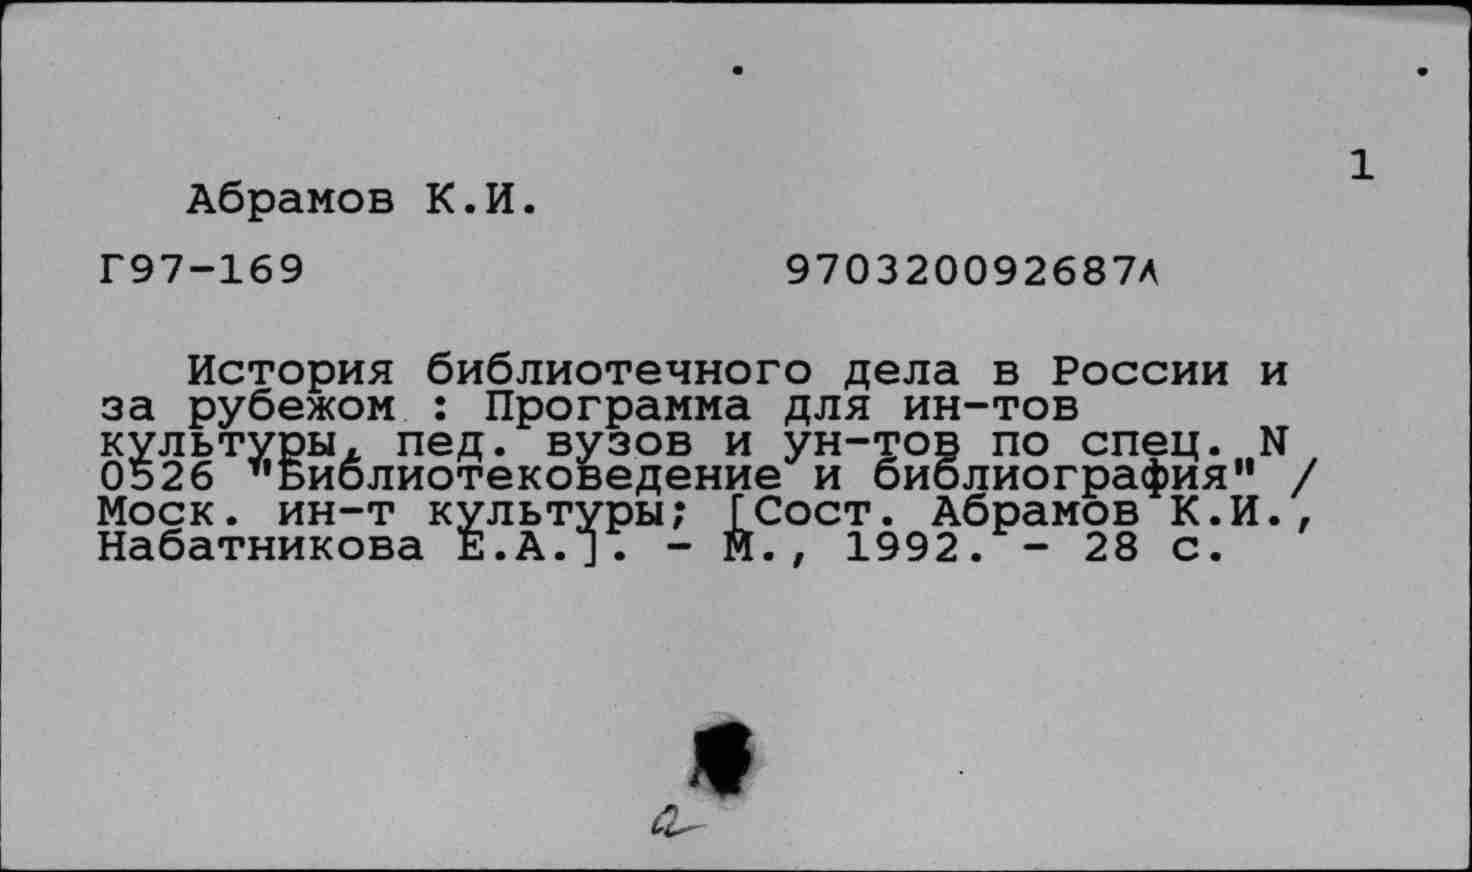 1
Абрамов К.И.
Г97-169 970320092687л
История библиотечного дела в России и
за рубежом : Программа для ин-тов
культуры, пед. вузов и ун-тов по спец. N
0526 "Библиотековедение и библиография" /
Моск. ин-т культуры; [Сост. Абрамов К.И.,
Набатникова Е.А.]. - М., 1992. - 28 с.